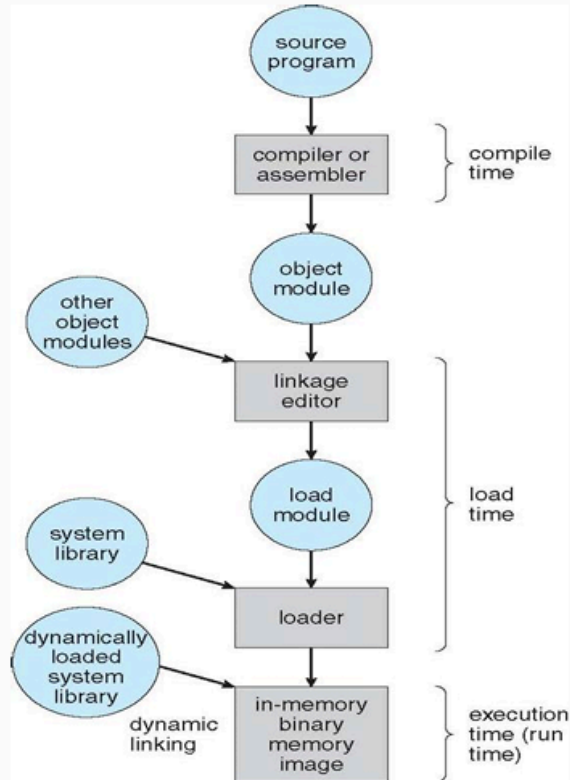 source
program
compiler or
assembler
compile
time
object
module
other
object
modules
linkage
editor
load
module
load
time
system
library
loader
dynamically
loaded
system
library
dynamic
linking
in-memory
binary
memory
image
execution
time (run
time)